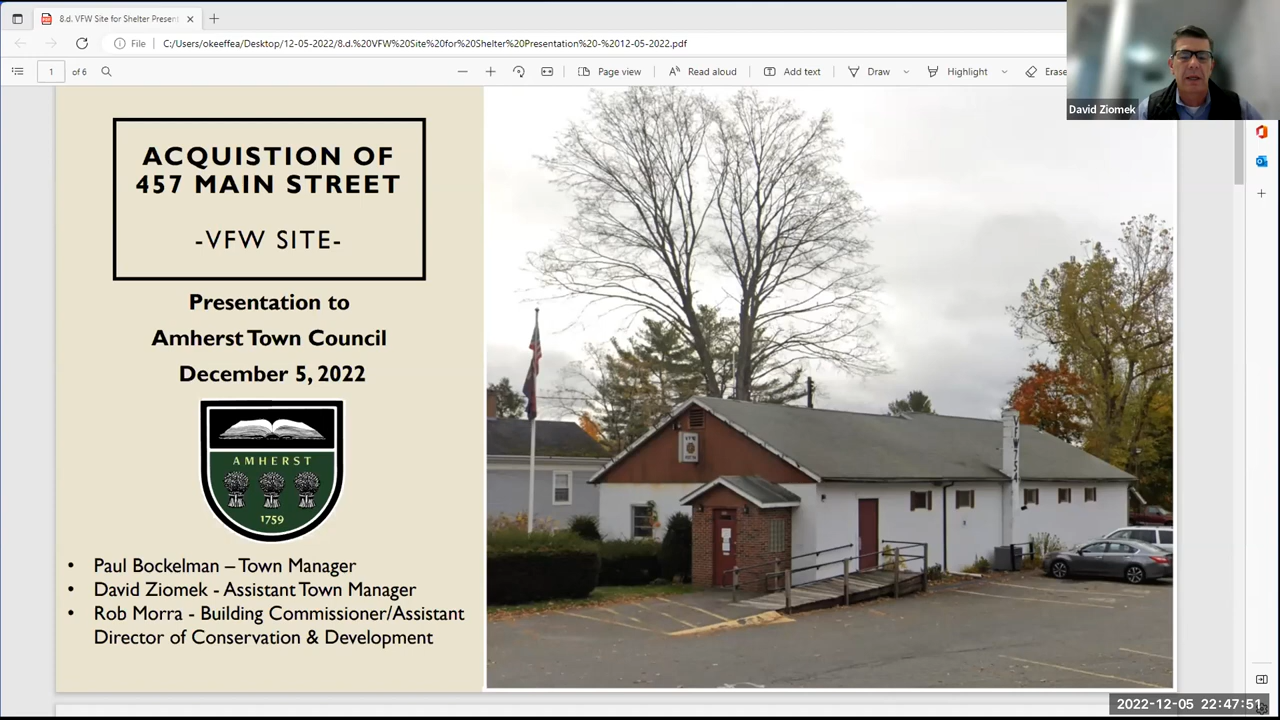 8.d. VFW Site for Shelter Presen
File
C:/Users/okeeffea/Desktop/12-05-2022/8.d.%20VFW%20Site%20for%20Shelter%20Presentation%20-%2012-05-2022.pdf
1 of 6
Page view
Read aloud
Add text
Draw
Highlight
Erase
David Ziomek
ACQUISTION OF
457 MAIN STREET
-VFW SITE-
Presentation to
Amherst Town Council
December 5, 2022
AMHERST
1759
• Paul Bockelman – Town Manager
• David Ziomek - Assistant Town Manager
• Rob Morra - Building Commissioner/Assistant
Director of Conservation & Development
2022-12-05 22:47:51